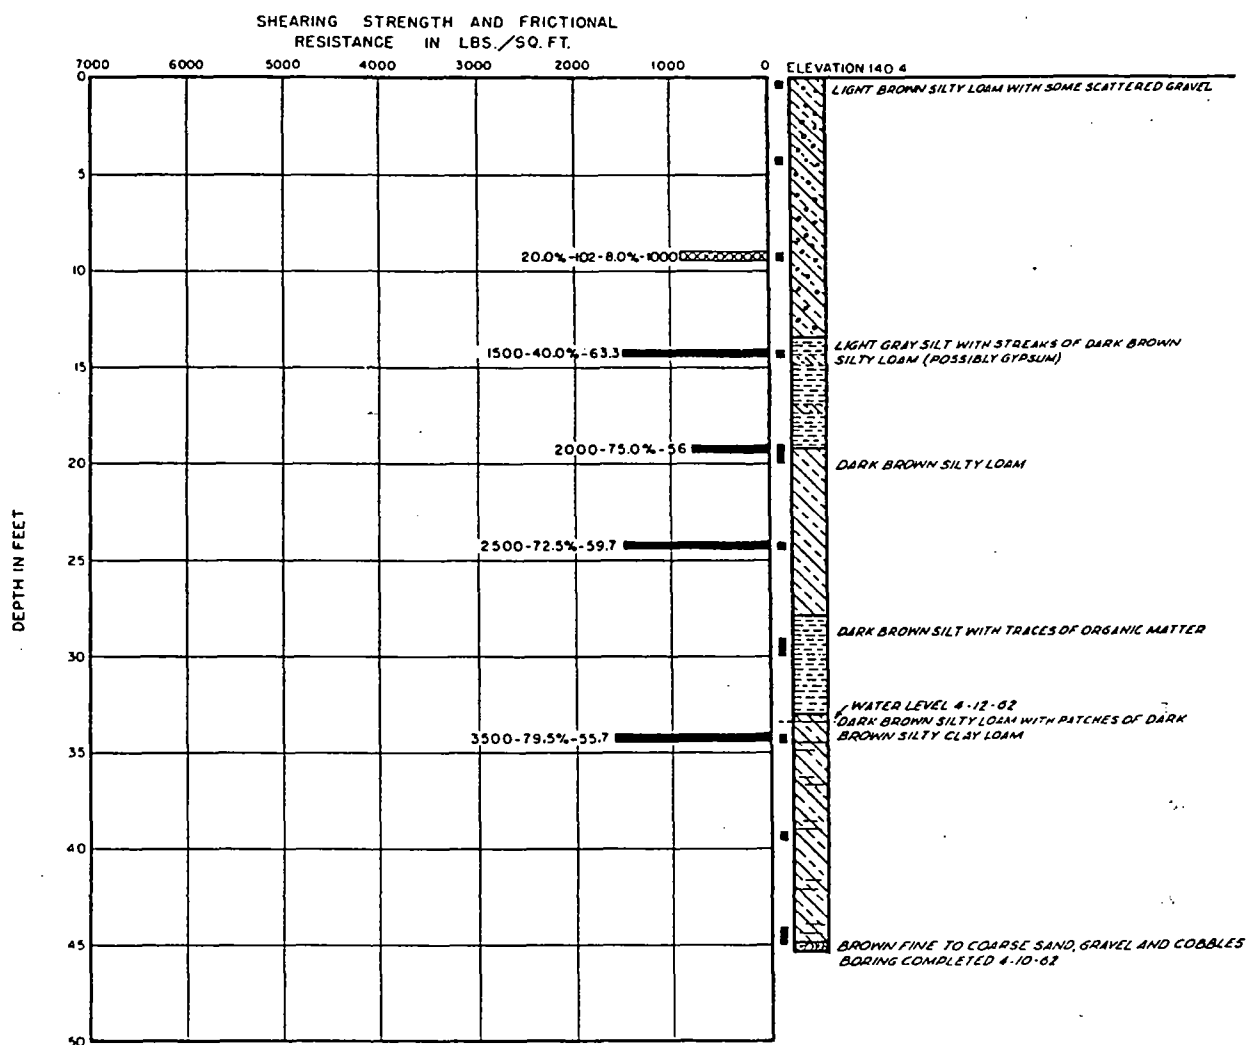 SHEARING STRENGTH AND FRICTIONAL
RESISTANCE IN LBS./SQ. FT.
7000 6000 5000 4000 3000 2000 1000 0
ELEVATION 140.4
0
LIGHT BROWN SILTY LOAM WITH SOME SCATTERED GRAVEL
5
20.0%-102-8.0%-1000
10
LIGHT GRAY SILT WITH STREAKS OF DARK BROWN
SILTY LOAM (POSSIBLY GYPSUM)
1500-40.0%-63.3
15
2000-75.0%-56
20
DARK BROWN SILTY LOAM
2500-72.5%-59.7
25
DEPTH IN FEET
DARK BROWN SILT WITH TRACES OF ORGANIC MATTER
30
WATER LEVEL 4-12-62
DARK BROWN SILTY LOAM WITH PATCHES OF DARK
BROWN SILTY CLAY LOAM
3500-79.5%-55.7
35
40
45
BROWN FINE TO COARSE SAND, GRAVEL AND COBBLES
BORING COMPLETED 4-10-62
50